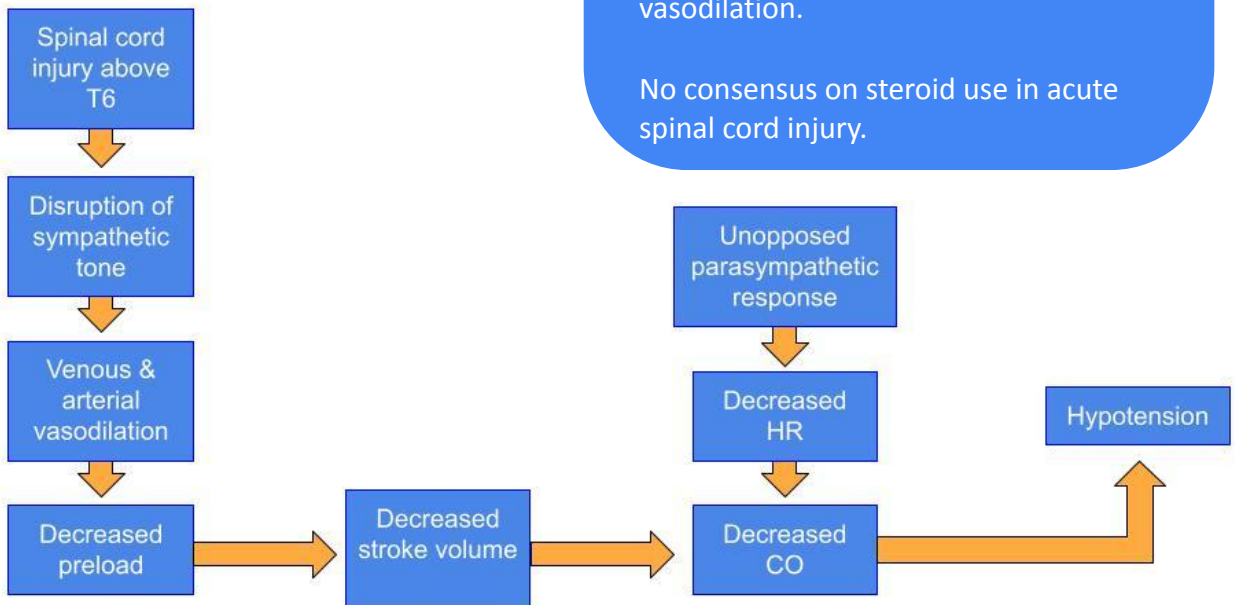 vasodilation.
No consensus on steroid use in acute
spinal cord injury.
Spinal cord
injury above
T6
Disruption of
sympathetic
tone
Venous &
arterial
vasodilation
Decreased
preload
Decreased
stroke volume
Unopposed
parasympathetic
response
Decreased
HR
Decreased
CO
Hypotension